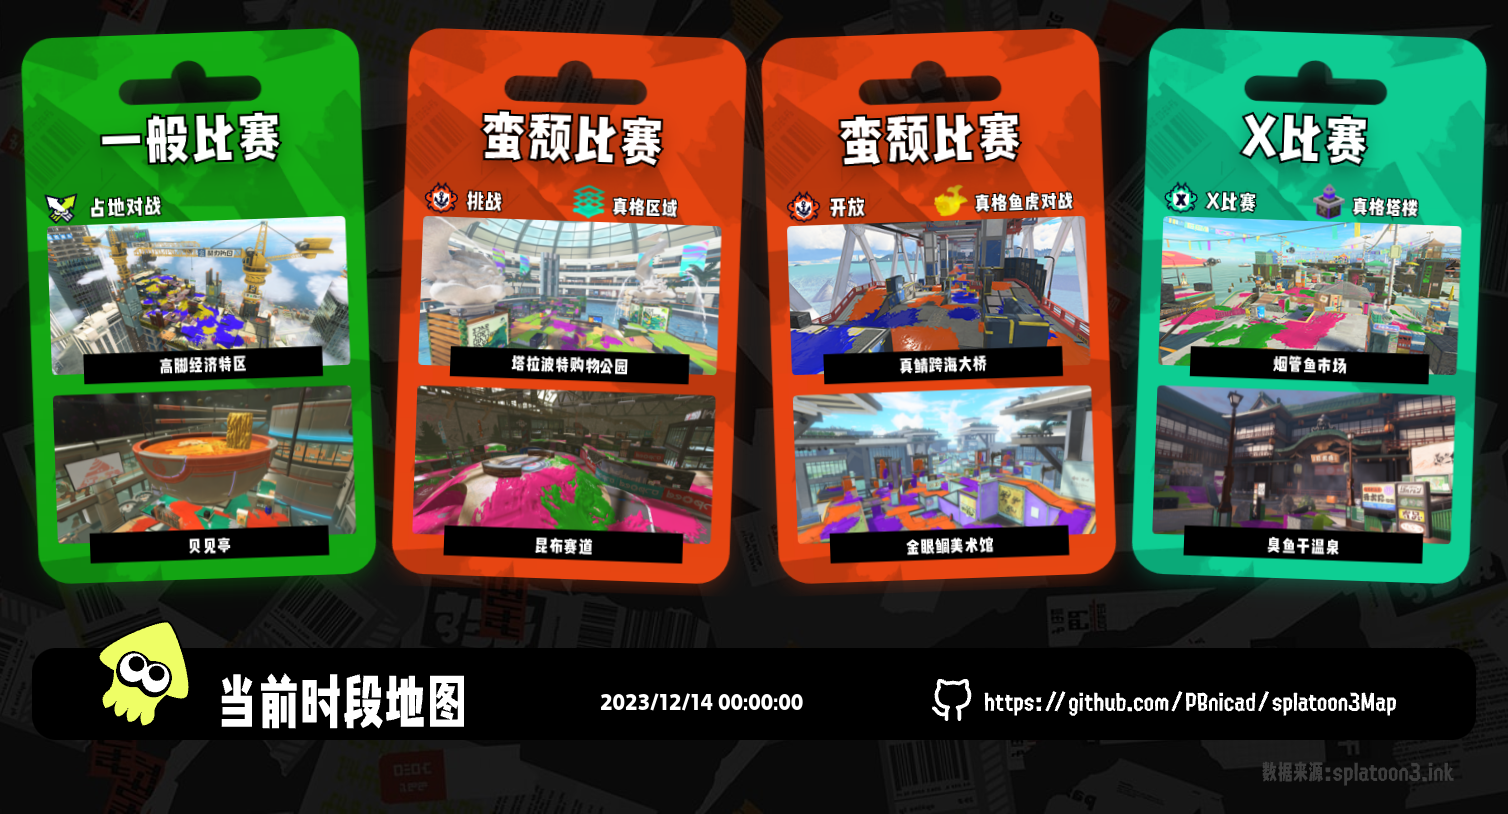 一般比赛
占地对战
高脚经济特区
贝见亭
蛮颓比赛
挑战
真格区域
塔拉波特购物公园
昆布赛道
蛮颓比赛
开放
真格鱼虎对战
真鲭跨海大桥
金眼鲷美术馆
X比赛
X比赛
真格塔楼
烟管鱼市场
臭鱼干温泉
当前时段地图
2023/12/14 00:00:00
https://github.com/PBnicad/splatoon3Map
数据来源:splatoon3.ink